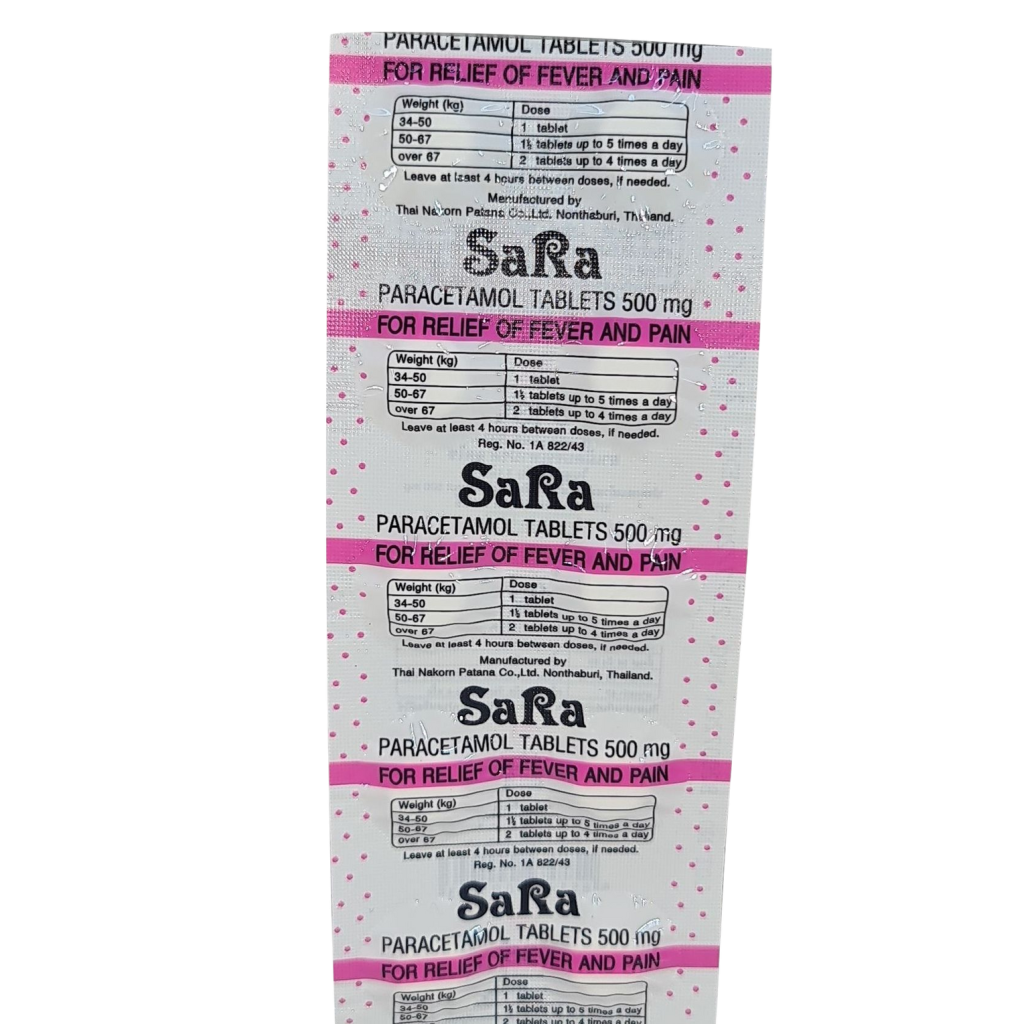 PARACETAMOL TABLETS 500 mg
FOR RELIEF OF FEVER AND PAIN
Weight (kg) Dose
34-50 1 tablet
50-67 1½ tablets up to 5 times a day
over 67 2 tablets up to 4 times a day
Leave at least 4 hours between doses, if needed.
Manufactured by
Thai Nakorn Patana Co.,Ltd. Nonthaburi, Thailand.
SaRa
PARACETAMOL TABLETS 500 mg
FOR RELIEF OF FEVER AND PAIN
Weight (kg) Dose
34-50 1 tablet
50-67 1½ tablets up to 5 times a day
over 67 2 tablets up to 4 times a day
Leave at least 4 hours between doses, if needed.
Reg. No. 1A 822/43
SaRa
PARACETAMOL TABLETS 500 mg
FOR RELIEF OF FEVER AND PAIN
Weight (kg) Dose
34-50 1 tablet
50-67 1½ tablets up to 5 times a day
over 67 2 tablets up to 4 times a day
Leave at least 4 hours between doses, if needed.
Manufactured by
Thai Nakorn Patana Co.,Ltd. Nonthaburi, Thailand.
SaRa
PARACETAMOL TABLETS 500 mg
FOR RELIEF OF FEVER AND PAIN
Weight (kg) Dose
34-50 1 tablet
50-67 1½ tablets up to 5 times a day
over 67 2 tablets up to 4 times a day
Leave at least 4 hours between doses, if needed.
Reg. No. 1A 822/43
SaRa
PARACETAMOL TABLETS 500 mg
FOR RELIEF OF FEVER AND PAIN
Weight (kg) Dose
34-50 1 tablet
50-67 1½ tablets up to 5 times a day
2 tablets up to 4 times a day